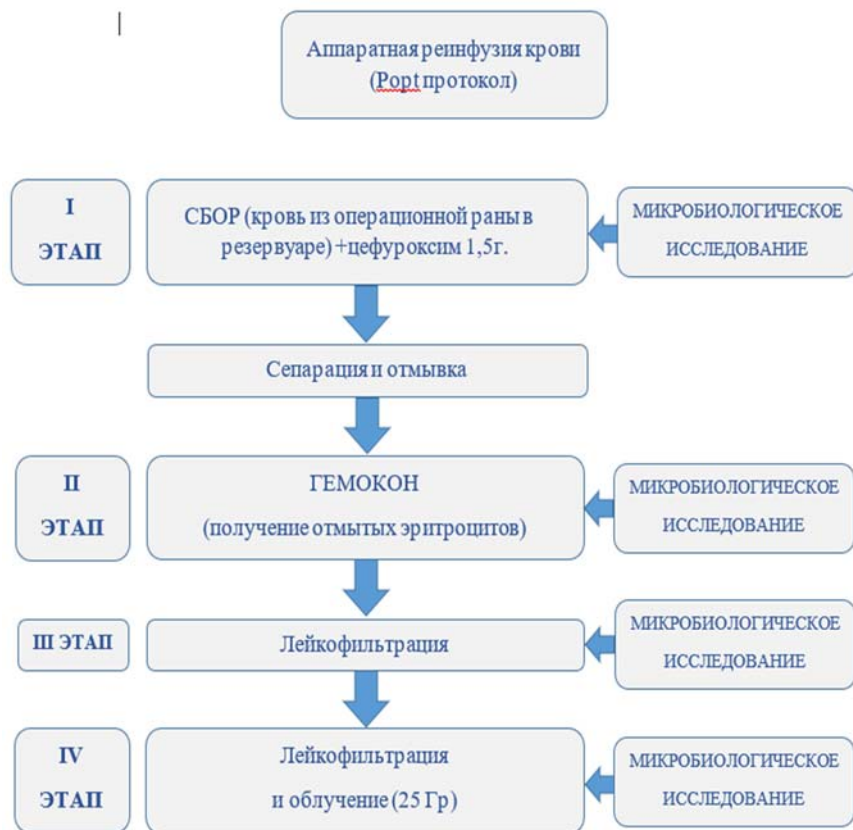 Аппаратная реинфузия крови
(Popt протокол)
I
ЭТАП
СБОР (кровь из операционной раны в
резервуаре) +цефуроксим 1,5г.
МИКРОБИОЛОГИЧЕСКОЕ
ИССЛЕДОВАНИЕ
Сепарация и отмывка
II
ЭТАП
ГЕМОКОН
(получение отмытых эритроцитов)
МИКРОБИОЛОГИЧЕСКОЕ
ИССЛЕДОВАНИЕ
III ЭТАП
Лейкофильтрация
МИКРОБИОЛОГИЧЕСКОЕ
ИССЛЕДОВАНИЕ
IV
ЭТАП
Лейкофильтрация
и облучение (25 Гр)
МИКРОБИОЛОГИЧЕСКОЕ
ИССЛЕДОВАНИЕ